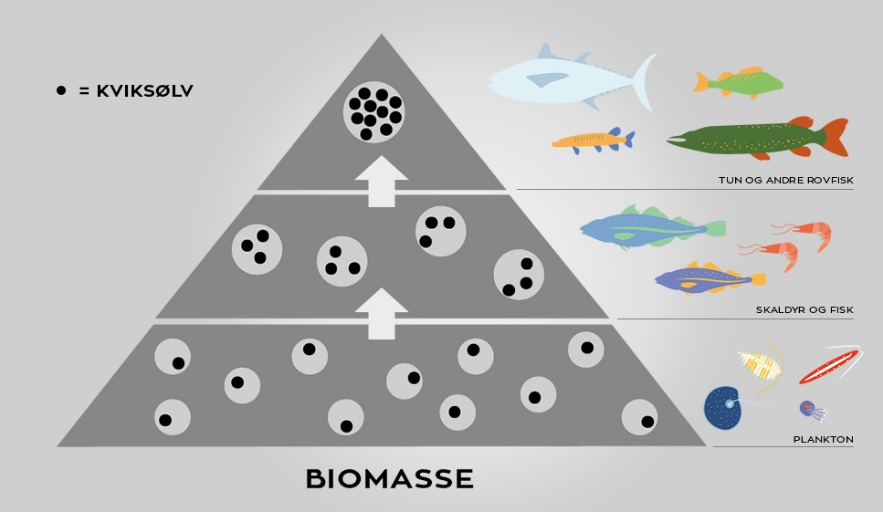 = KVIKSØLV
TUN OG ANDRE ROVFISK
SKALDYR OG FISK
PLANKTON
BIOMASSE